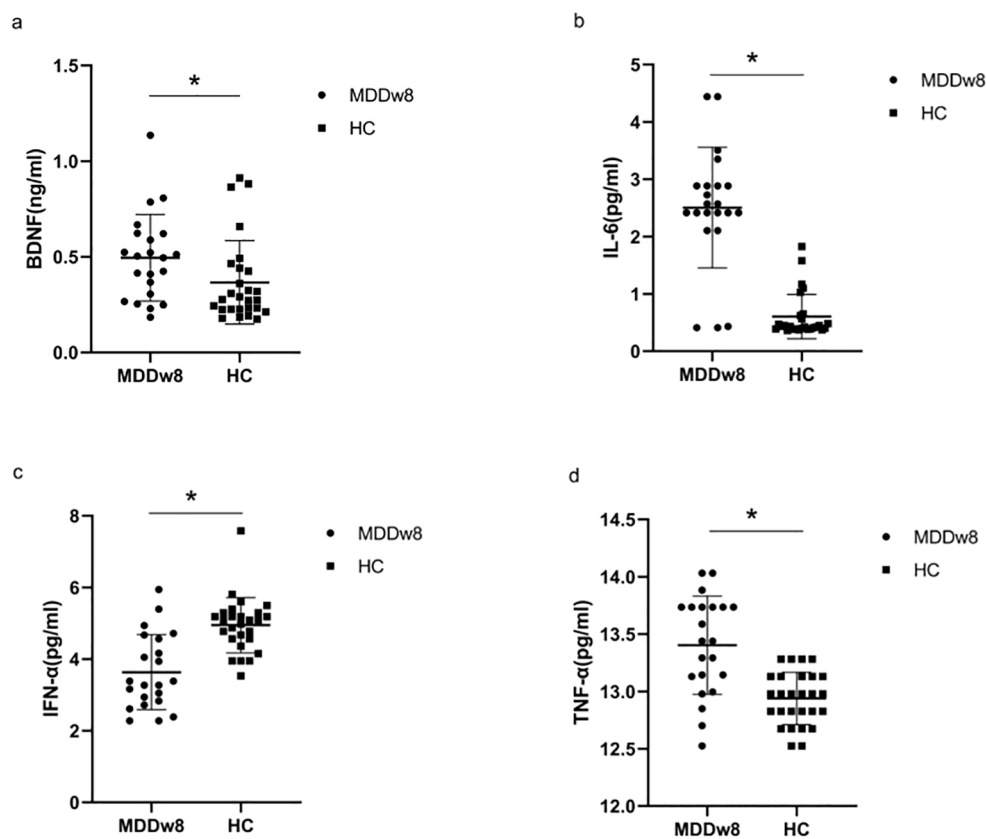 a
*
1.5
1.0
0.5
0.0
BDNF(ng/ml)
MDDw8
HC
MDDw8
HC
b
*
5
4
3
2
1
0
IL-6(pg/ml)
MDDw8
HC
MDDw8
HC
c
*
8
6
4
2
0
IFN-α(pg/ml)
MDDw8
HC
MDDw8
HC
d
*
14.5
14.0
13.5
13.0
12.5
12.0
TNF-α(pg/ml)
MDDw8
HC
MDDw8
HC